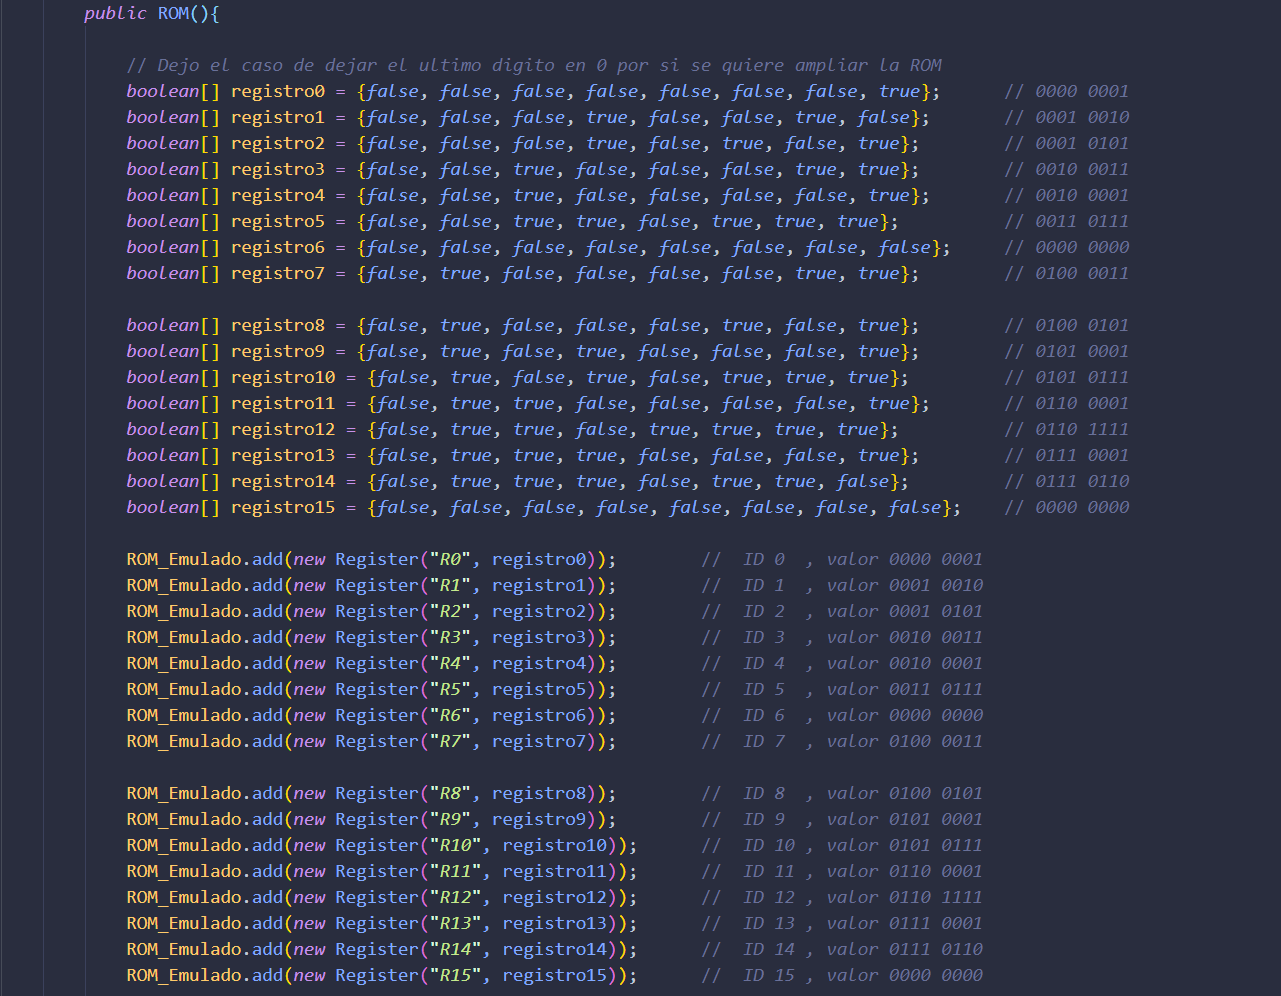 public ROM(){
// Dejo el caso de dejar el ultimo digito en 0 por si se quiere ampliar la ROM
boolean[] registro0 = {false, false, false, false, false, false, false, true};      // 0000 0001
boolean[] registro1 = {false, false, false, true, false, false, true, false};       // 0001 0010
boolean[] registro2 = {false, false, false, true, false, true, false, true};        // 0001 0101
boolean[] registro3 = {false, false, true, false, false, false, true, true};        // 0010 0011
boolean[] registro4 = {false, false, true, false, false, false, false, true};       // 0010 0001
boolean[] registro5 = {false, false, true, true, false, true, true, true};          // 0011 0111
boolean[] registro6 = {false, false, false, false, false, false, false, false};     // 0000 0000
boolean[] registro7 = {false, true, false, false, false, false, true, true};        // 0100 0011
boolean[] registro8 = {false, true, false, false, false, true, false, true};        // 0100 0101
boolean[] registro9 = {false, true, false, true, false, false, false, true};        // 0101 0001
boolean[] registro10 = {false, true, false, true, false, true, true, true};         // 0101 0111
boolean[] registro11 = {false, true, true, false, false, false, false, true};       // 0110 0001
boolean[] registro12 = {false, true, true, false, true, true, true, true};          // 0110 1111
boolean[] registro13 = {false, true, true, true, false, false, false, true};        // 0111 0001
boolean[] registro14 = {false, true, true, true, false, true, true, false};         // 0111 0110
boolean[] registro15 = {false, false, false, false, false, false, false, false};    // 0000 0000
ROM_Emulado.add(new Register("R0", registro0));        //  ID 0  , valor 0000 0001
ROM_Emulado.add(new Register("R1", registro1));        //  ID 1  , valor 0001 0010
ROM_Emulado.add(new Register("R2", registro2));        //  ID 2  , valor 0001 0101
ROM_Emulado.add(new Register("R3", registro3));        //  ID 3  , valor 0010 0011
ROM_Emulado.add(new Register("R4", registro4));        //  ID 4  , valor 0010 0001
ROM_Emulado.add(new Register("R5", registro5));        //  ID 5  , valor 0011 0111
ROM_Emulado.add(new Register("R6", registro6));        //  ID 6  , valor 0000 0000
ROM_Emulado.add(new Register("R7", registro7));        //  ID 7  , valor 0100 0011
ROM_Emulado.add(new Register("R8", registro8));        //  ID 8  , valor 0100 0101
ROM_Emulado.add(new Register("R9", registro9));        //  ID 9  , valor 0101 0001
ROM_Emulado.add(new Register("R10", registro10));      //  ID 10 , valor 0101 0111
ROM_Emulado.add(new Register("R11", registro11));      //  ID 11 , valor 0110 0001
ROM_Emulado.add(new Register("R12", registro12));      //  ID 12 , valor 0110 1111
ROM_Emulado.add(new Register("R13", registro13));      //  ID 13 , valor 0111 0001
ROM_Emulado.add(new Register("R14", registro14));      //  ID 14 , valor 0111 0110
ROM_Emulado.add(new Register("R15", registro15));      //  ID 15 , valor 0000 0000